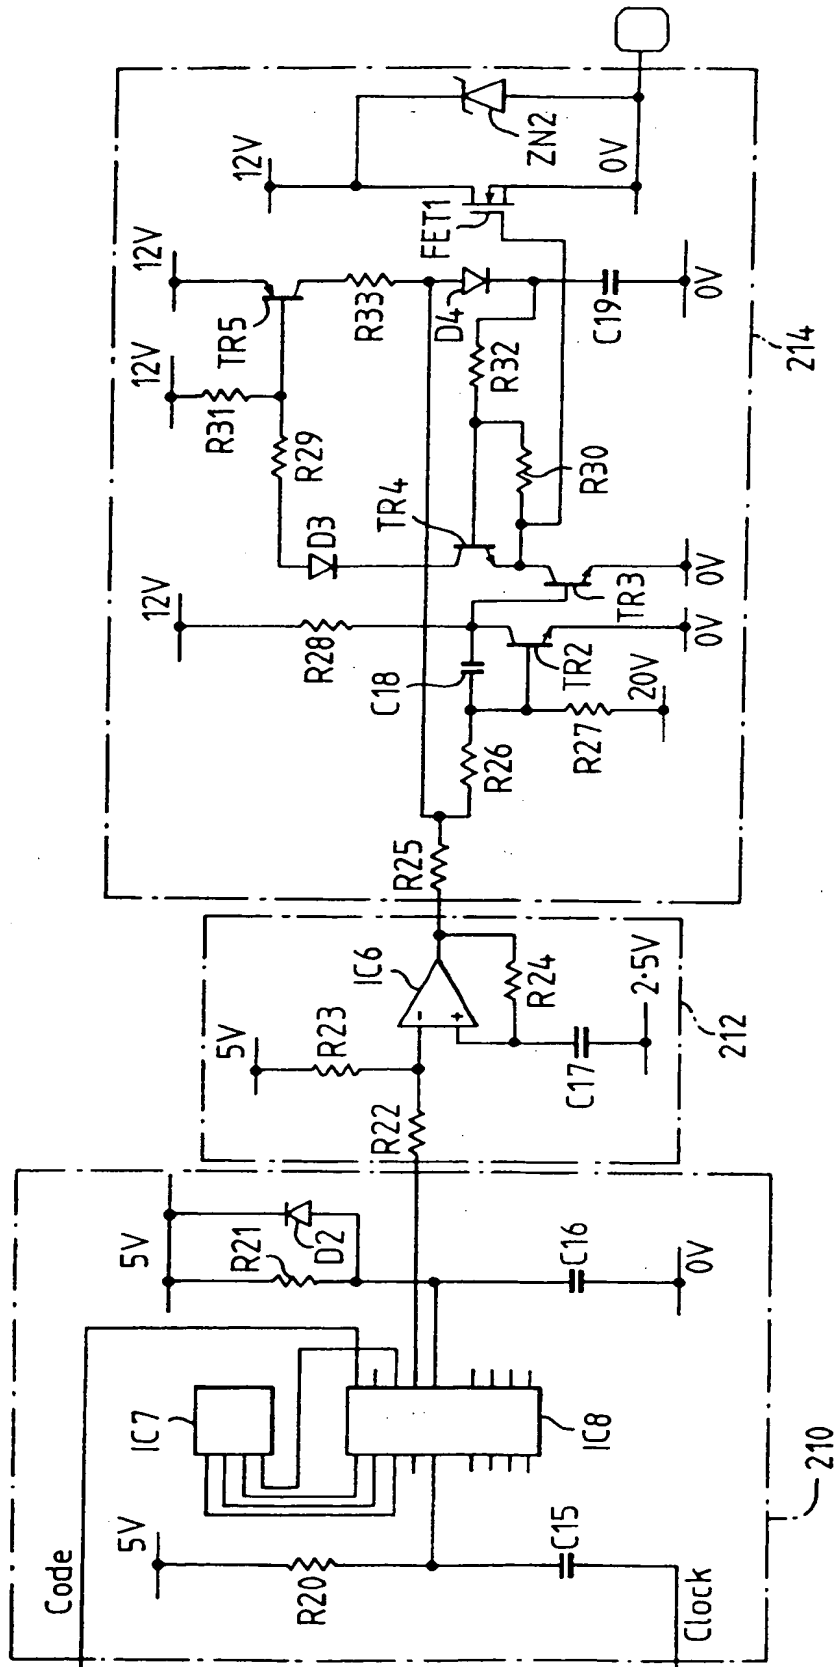 Code
Clock
5V
R20
C15
IC7
IC8
5V
R21
D2
C16
0V
210
R22
5V
R23
IC6
-
+
R24
C17
2·5V
212
R25
R26
C18
12V
R28
R27
20V
TR2
0V
D3
R29
TR4
TR3
0V
R30
12V
R31
TR5
12V
R33
R32
D4
C19
0V
12V
FET1
ZN2
0V
214